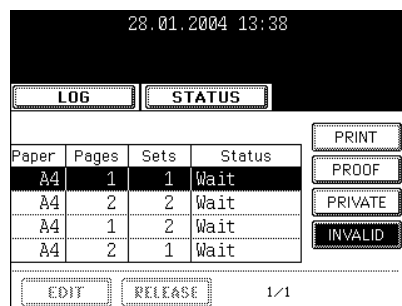 28.01.2004 13:38
LOG STATUS
PRINT
Paper Pages Sets Status
PROOF
A4 1 1 Wait
A4 2 2 Wait
PRIVATE
A4 1 2 Wait
INVALID
A4 2 1 Wait
EDIT RELEASE 1/1